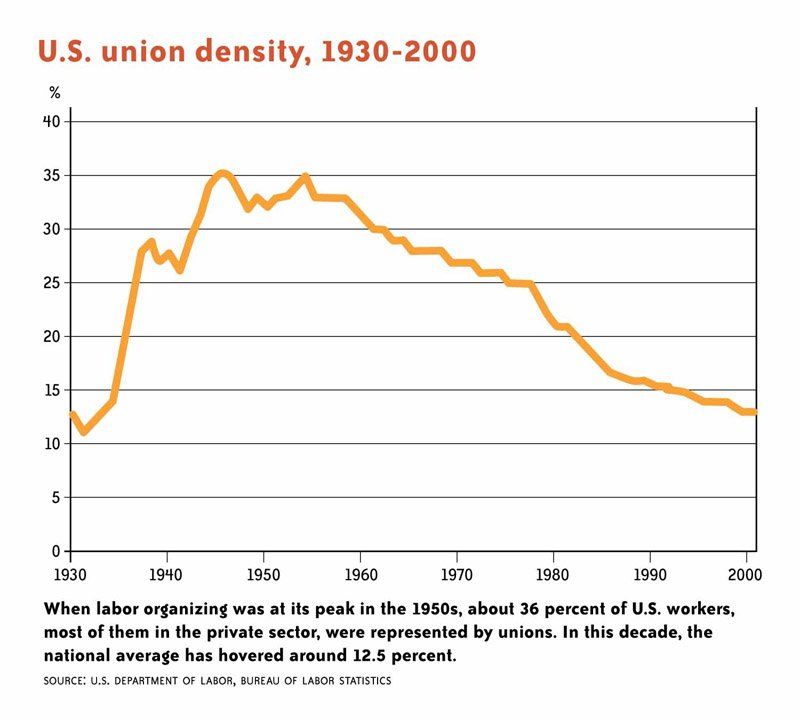 U.S. union density, 1930-2000
%
40
35
30
25
20
15
10
5
0
1930 1940 1950 1960 1970 1980 1990 2000
When labor organizing was at its peak in the 1950s, about 36 percent of U.S. workers,
most of them in the private sector, were represented by unions. In this decade, the
national average has hovered around 12.5 percent.
SOURCE: U.S. DEPARTMENT OF LABOR, BUREAU OF LABOR STATISTICS